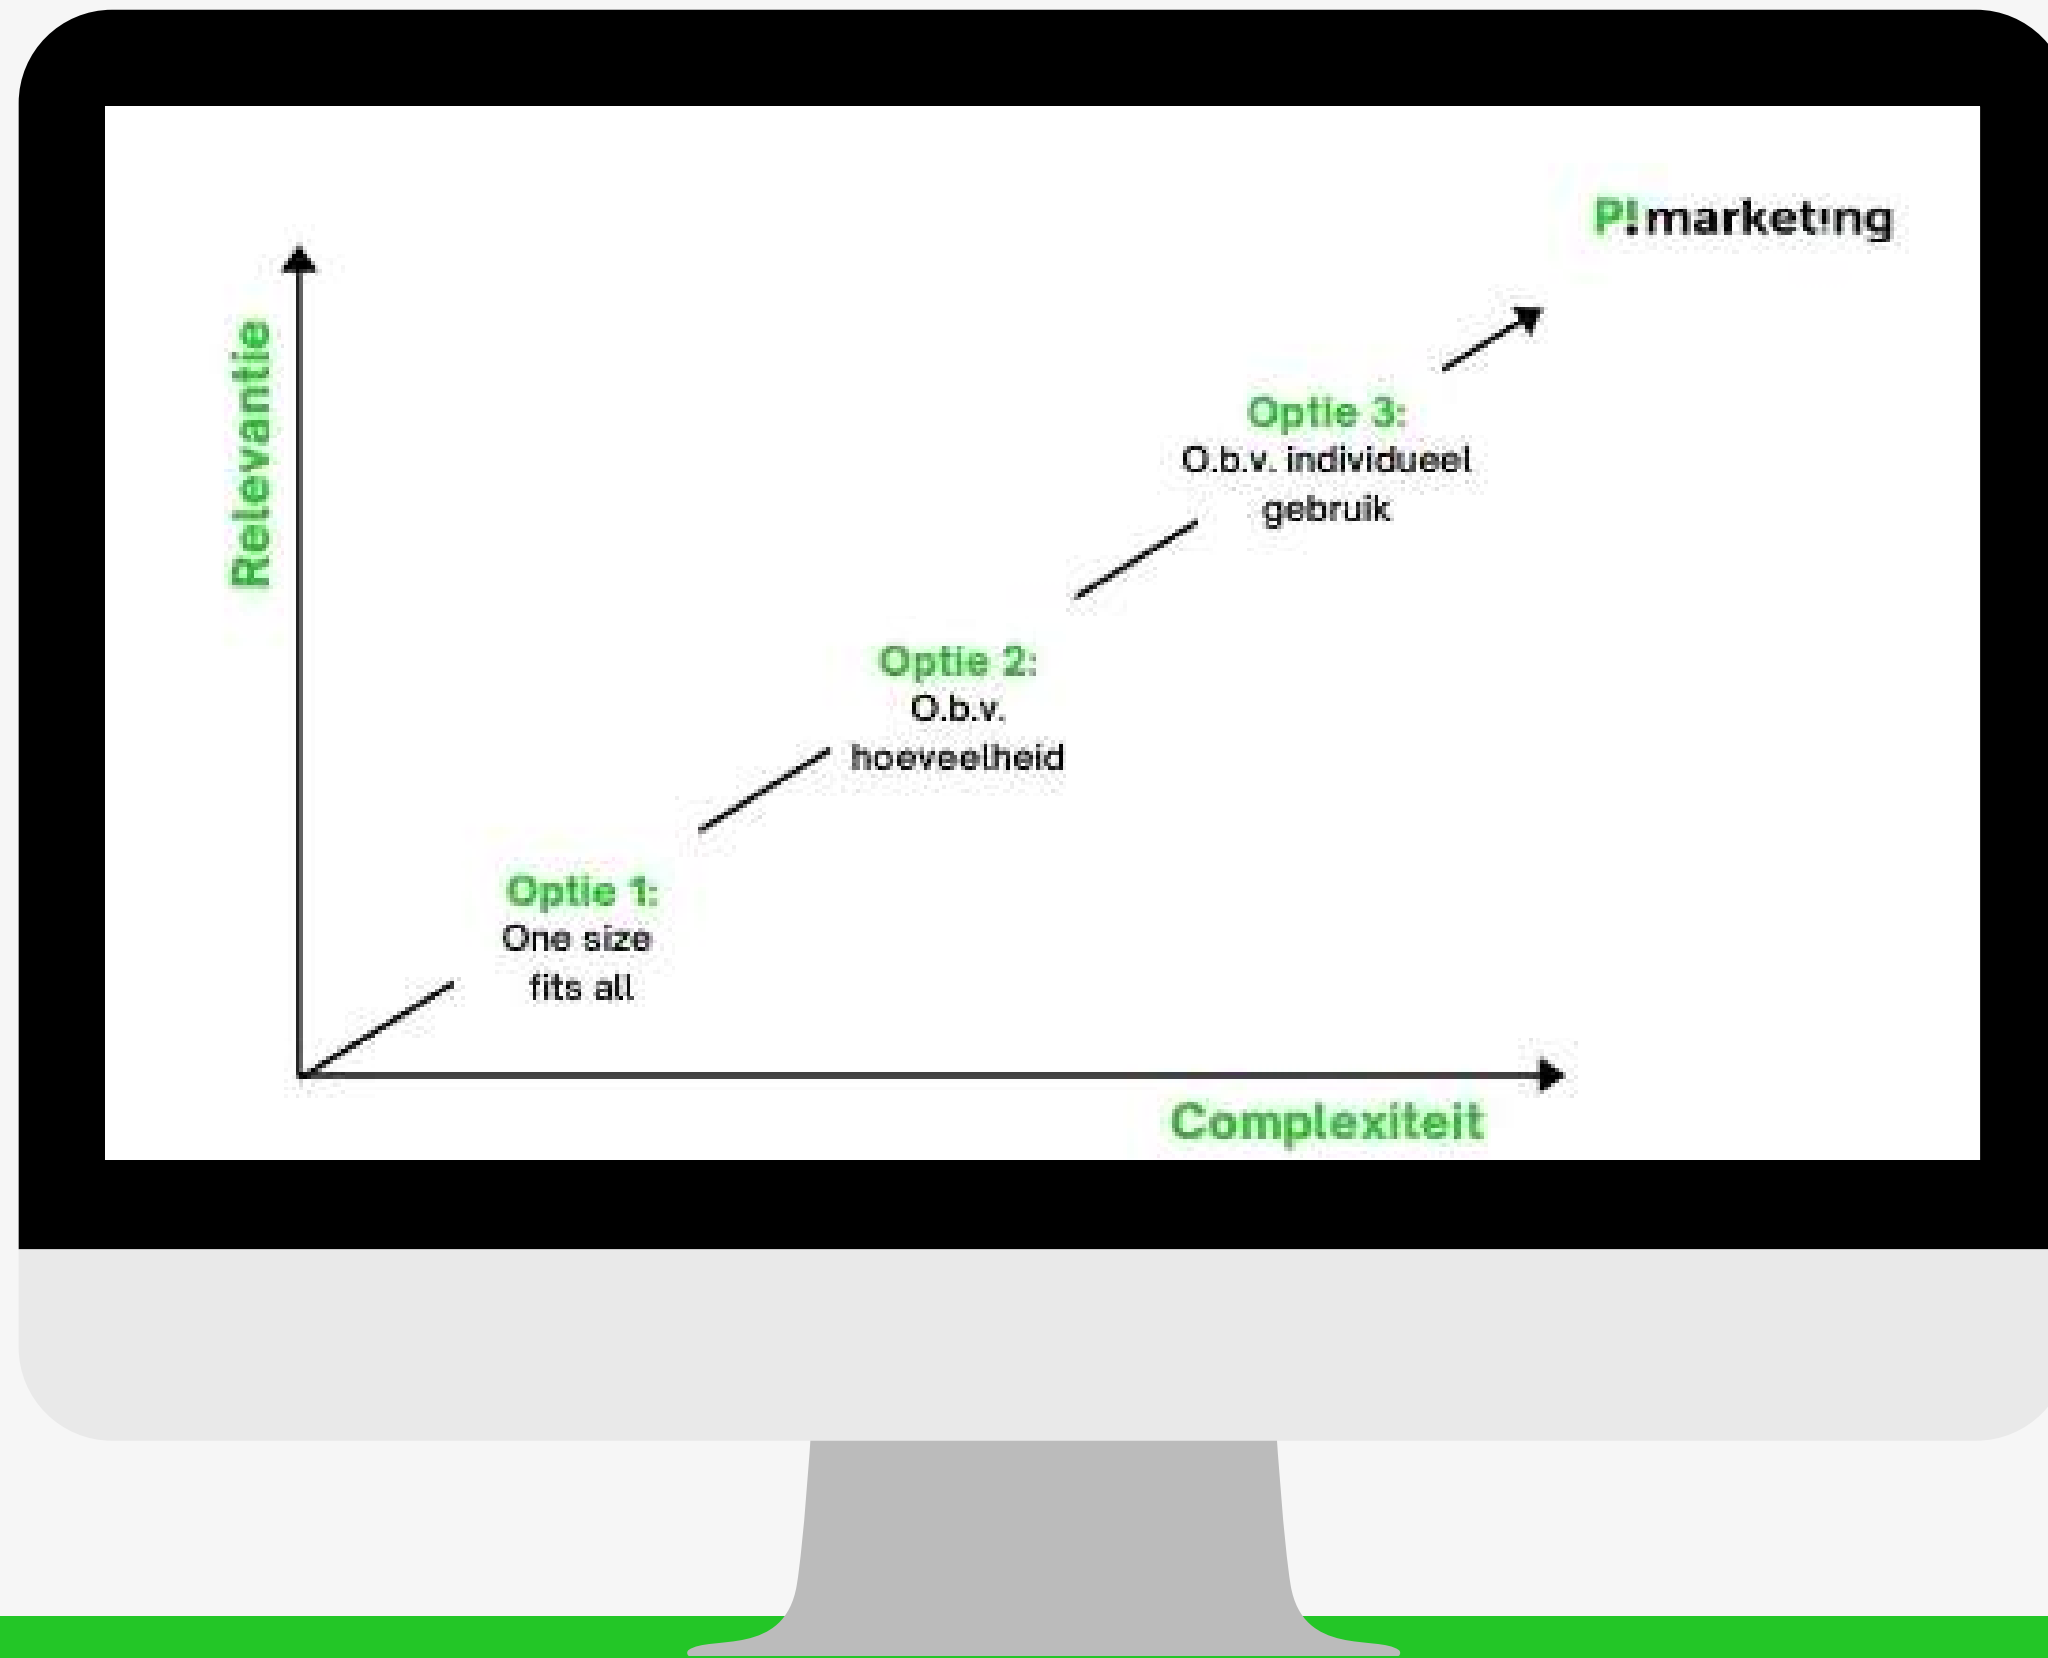 P!marketing
Relevantie
Optie 3:
O.b.v. individueel
gebruik
Optie 2:
O.b.v.
hoeveelheid
Optie 1:
One size
fits all
Complexiteit